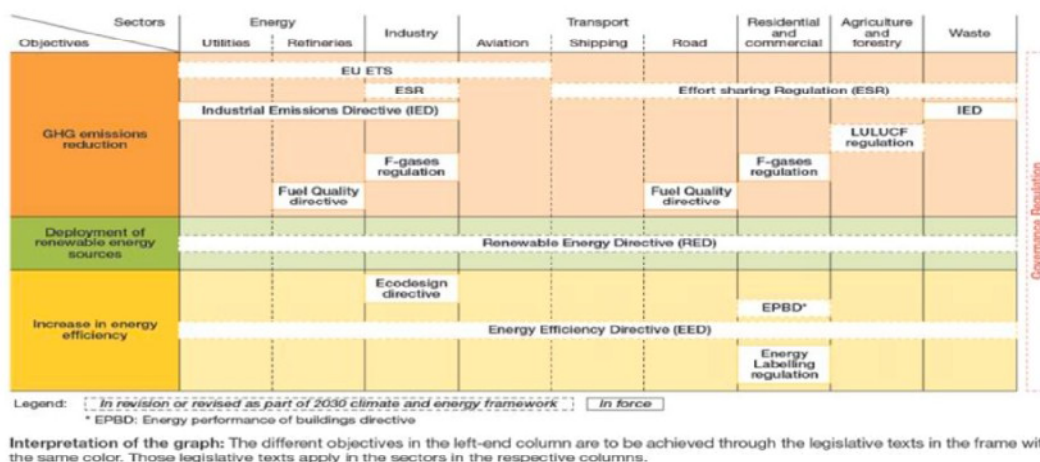 Sectors
Objectives
Energy
Utilities
Refineries
Industry
Transport
Aviation
Shipping
Road
Residential
and
commercial
Agriculture
and
forestry
Waste
GHG emissions
reduction
EU ETS
ESR
Effort sharing Regulation (ESR)
Industrial Emissions Directive (IED)
IED
LULUCF
regulation
F-gases
regulation
F-gases
regulation
Fuel Quality
directive
Fuel Quality
directive
Deployment of
renewable energy
sources
Renewable Energy Directive (RED)
Increase in energy
efficiency
Ecodesign
directive
EPBD*
Energy Efficiency Directive (EED)
Energy
Labelling
regulation
Governance Regulation
Legend: In revision or revised as part of 2030 climate and energy framework In force
* EPBD: Energy performance of buildings directive
Interpretation of the graph: The different objectives in the left-end column are to be achieved through the legislative texts in the frame wit
the same color. Those legislative texts apply in the sectors in the respective columns.